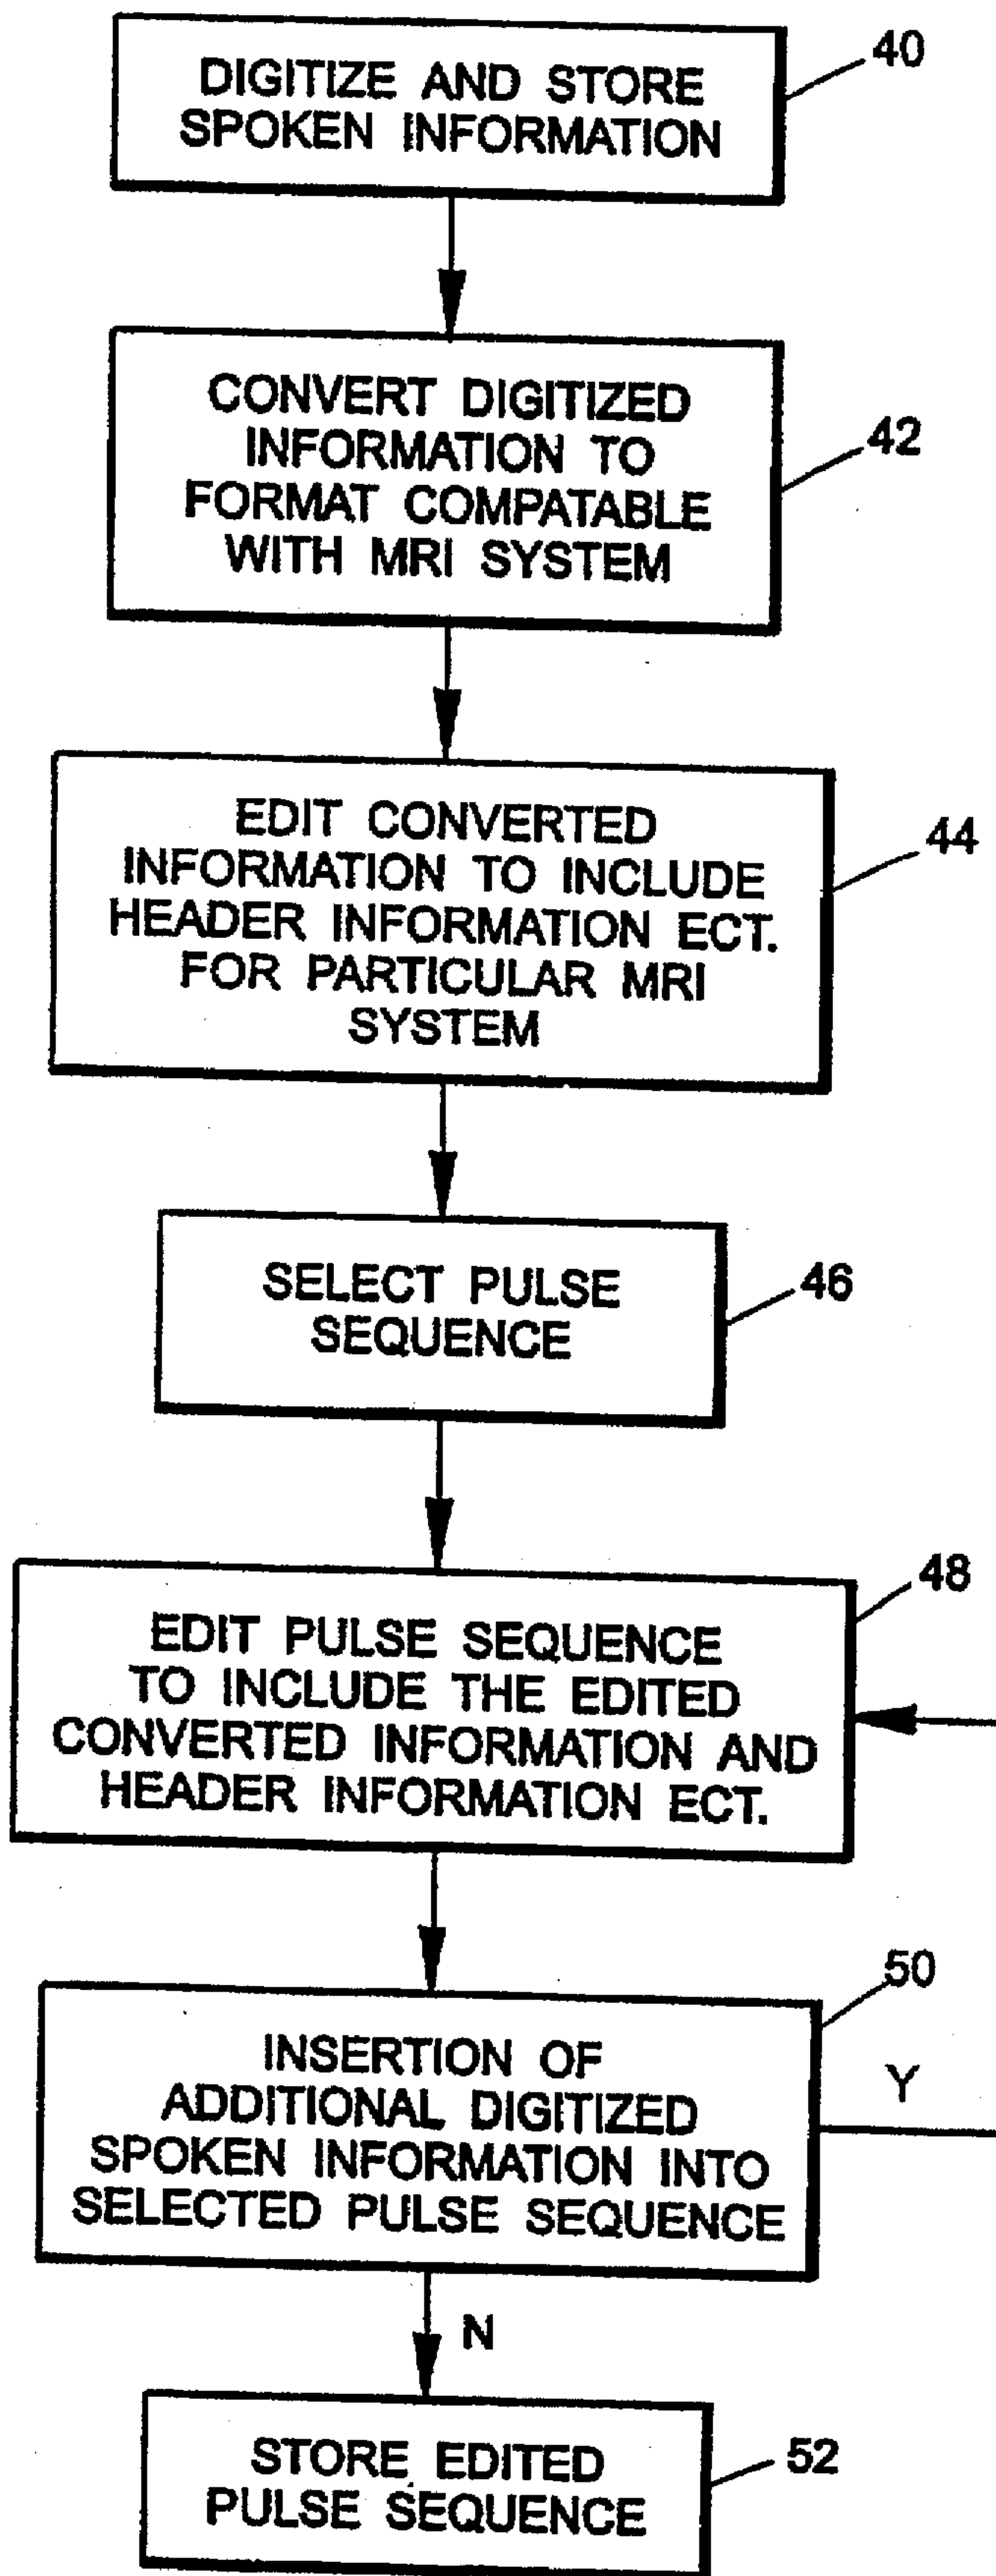 DIGITIZE AND STORE
SPOKEN INFORMATION
40
CONVERT DIGITIZED
INFORMATION TO
FORMAT COMPATABLE
WITH MRI SYSTEM
42
EDIT CONVERTED
INFORMATION TO INCLUDE
HEADER INFORMATION ECT.
FOR PARTICULAR MRI
SYSTEM
44
SELECT PULSE
SEQUENCE
46
EDIT PULSE SEQUENCE
TO INCLUDE THE EDITED
CONVERTED INFORMATION AND
HEADER INFORMATION ECT.
48
INSERTION OF
ADDITIONAL DIGITIZED
SPOKEN INFORMATION INTO
SELECTED PULSE SEQUENCE
50
Y
N
STORE EDITED
PULSE SEQUENCE
52